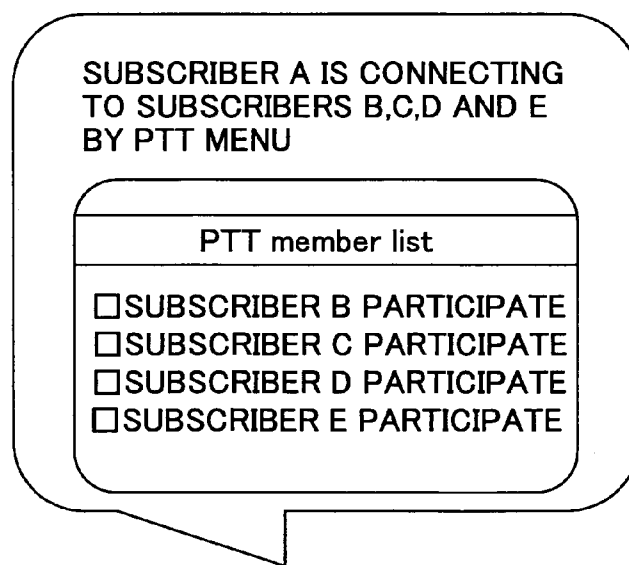 SUBSCRIBER A IS CONNECTING
TO SUBSCRIBERS B,C,D AND E
BY PTT MENU
PTT member list
☐SUBSCRIBER B PARTICIPATE
☐SUBSCRIBER C PARTICIPATE
☐SUBSCRIBER D PARTICIPATE
☐SUBSCRIBER E PARTICIPATE